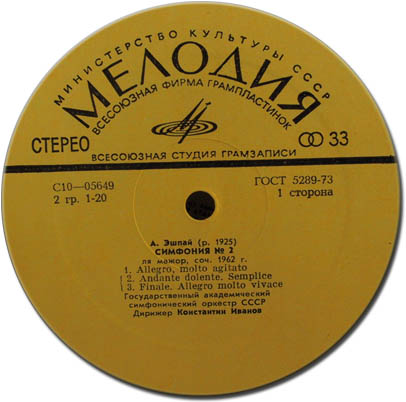 МИНИСТЕРСТВО КУЛЬТУРЫ СССР
МЕЛОДИЯ
ВСЕСОЮЗНАЯ ФИРМА ГРАМПЛАСТИНОК
СТЕРЕО
33
ВСЕСОЮЗНАЯ СТУДИЯ ГРАМЗАПИСИ
С10—05649
ГОСТ 5289-73
2 гр. 1-20
1 сторона
А. Эшпай (р. 1925)
СИМФОНИЯ № 2
ля мажор, соч. 1962 г.
1. Allegro, molto agitato
2. Andante dolente. Semplice
3. Finale. Allegro molto vivace
Государственный академический
симфонический оркестр СССР
Дирижер Константин Иванов